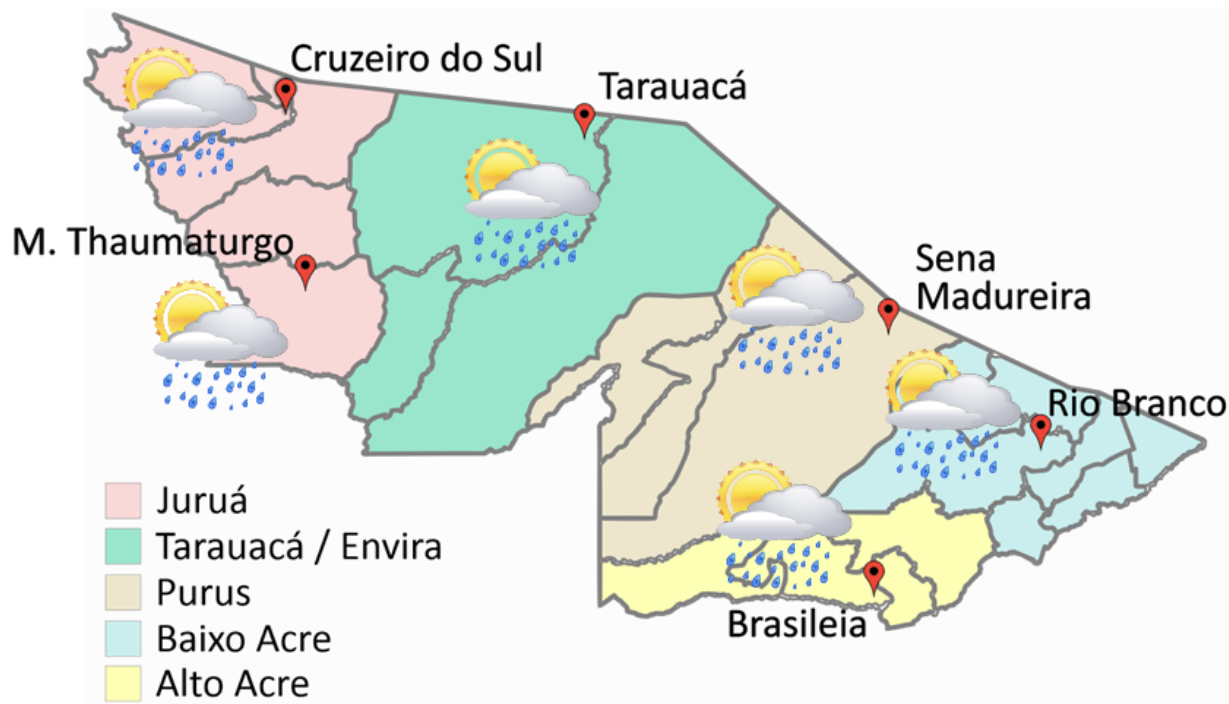 Cruzeiro do Sul
Tarauacá
M. Thaumaturgo
Sena
Madureira
Rio Branco
Brasileia
Juruá
Tarauacá / Envira
Purus
Baixo Acre
Alto Acre